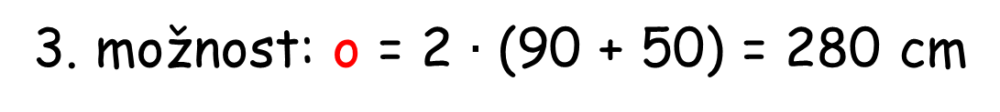 3. možnost: o = 2 · (90 + 50) = 280 cm